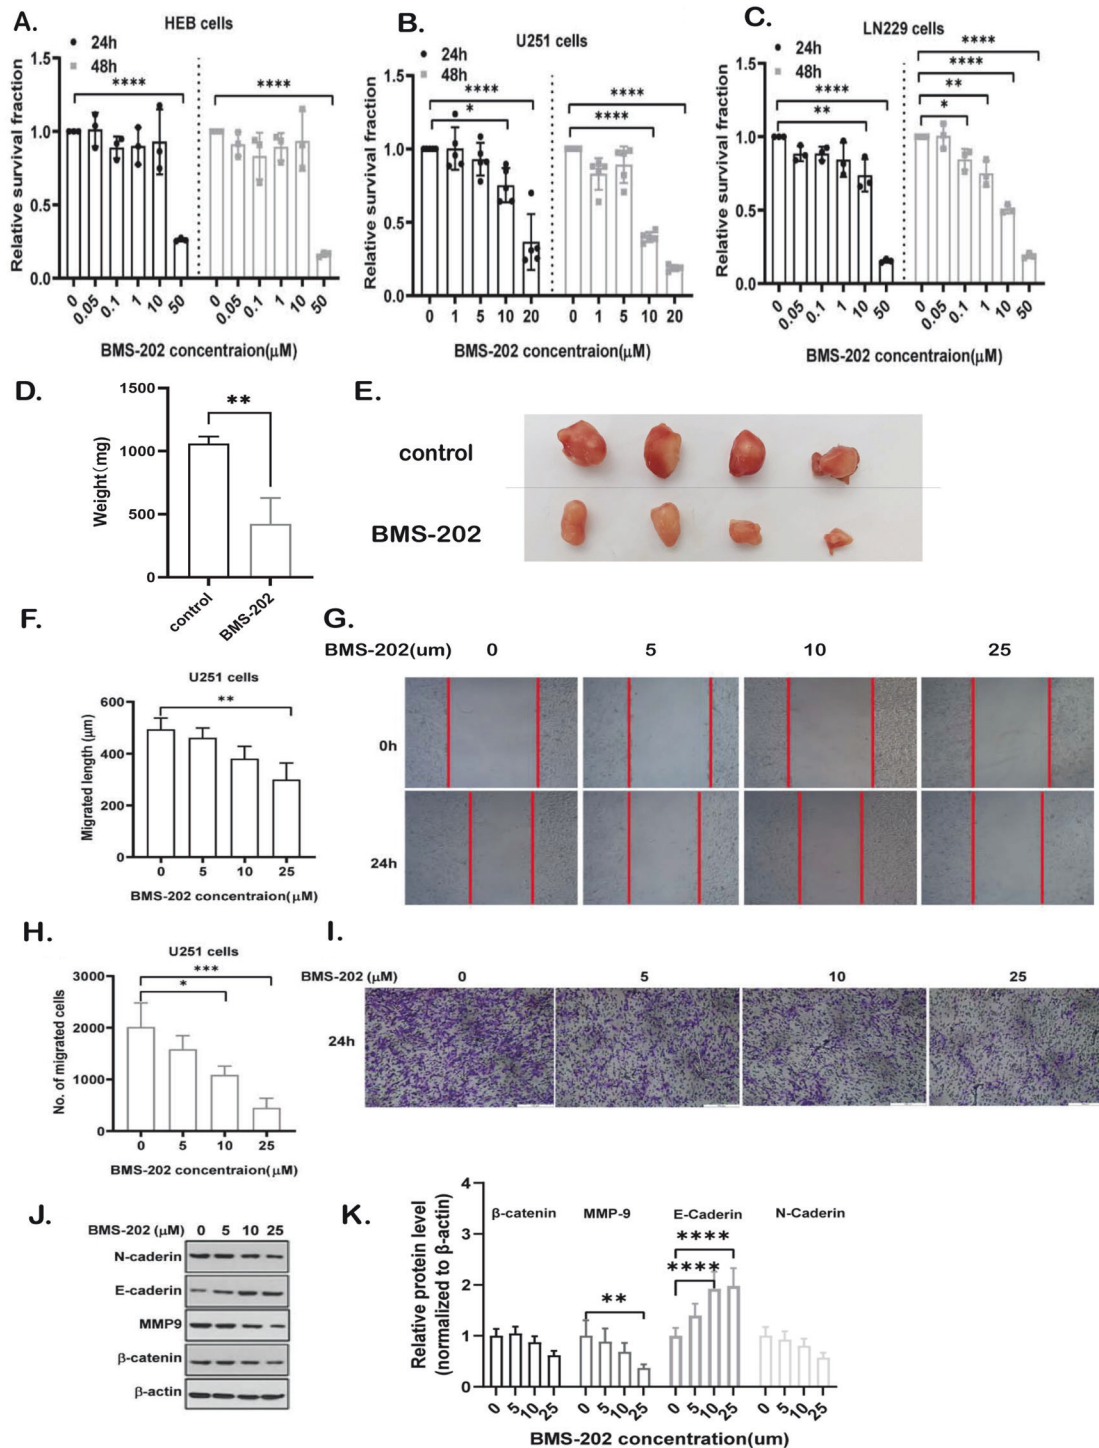 A.
HEB cells
24h
48h
****
****
Relative survival fraction
1.5
1.0
0.5
0.0
0 0.05 0.1 1 10 50 0 0.05 0.1 1 10 50
BMS-202 concentraion(μM)
B.
U251 cells
24h
48h
****
*
****
****
Relative survival fraction
1.5
1.0
0.5
0.0
0 1 5 10 20 0 1 5 10 20
BMS-202 concentraion(μM)
C.
LN229 cells
24h
48h
****
**
****
****
**
*
Relative survival fraction
1.5
1.0
0.5
0.0
0 0.05 0.1 1 10 50 0 0.05 0.1 1 10 50
BMS-202 concentraion(μM)
D.
**
Weight(mg)
1500
1000
500
0
control
BMS-202
E.
control
BMS-202
F.
U251 cells
**
Migrated length (μm)
600
400
200
0
0 5 10 25
BMS-202 concentraion(μM)
G.
BMS-202(um) 0 5 10 25
0h
24h
H.
U251 cells
***
*
No. of migrated cells
3000
2000
1000
0
0 5 10 25
BMS-202 concentraion(μM)
I.
BMS-202 (μM) 0 5 10 25
24h
J.
BMS-202 (μM) 0 5 10 25
N-caderin
E-caderin
MMP9
β-catenin
β-actin
K.
Relative protein level
(normalized to β-actin)
4
3
2
1
0
β-catenin MMP-9 E-Caderin N-Caderin
****
****
**
0 5 10 25 0 5 10 25 0 5 10 25 0 5 10 25
BMS-202 concentration(um)